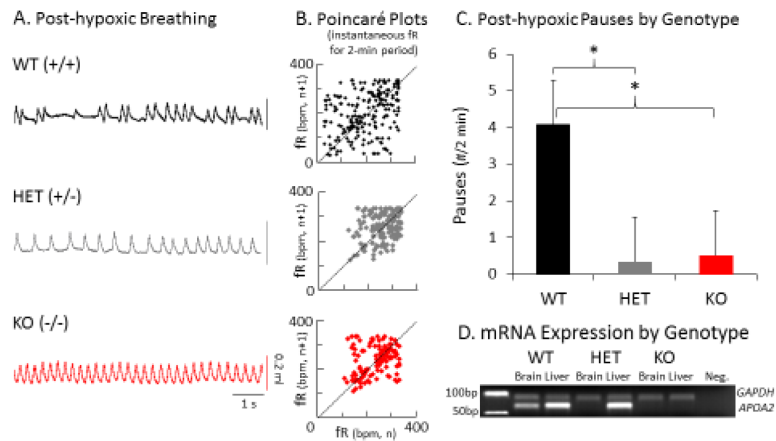 A. Post-hypoxic Breathing
B. Poincaré Plots
(instantaneous fR
for 2-min period)
C. Post-hypoxic Pauses by Genotype
WT (+/+)
HET (+/-)
KO (-/-)
0.2 ml
1 s
400
fR (bpm, n+1)
0
400
fR (bpm, n+1)
0
400
fR (bpm, n+1)
0
0
fR (bpm, n)
400
Pauses (#/2 min)
6
5
4
3
2
1
0
*
*
WT HET KO
D. mRNA Expression by Genotype
WT HET KO
Brain Liver Brain Liver Brain Liver Neg.
100bp
50bp
GAPDH
APOA2